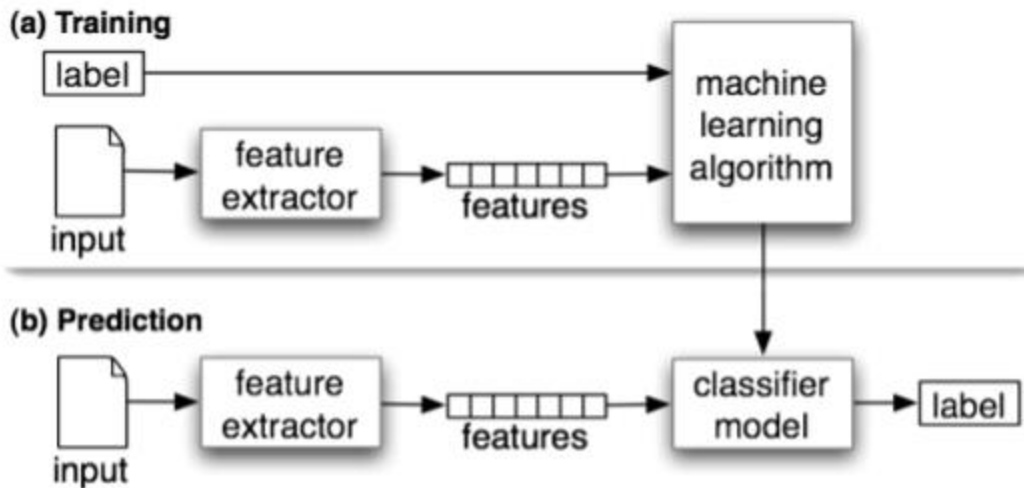 (a) Training
label
machine
learning
algorithm
feature
extractor
features
input
(b) Prediction
feature
extractor
classifier
model
label
features
input